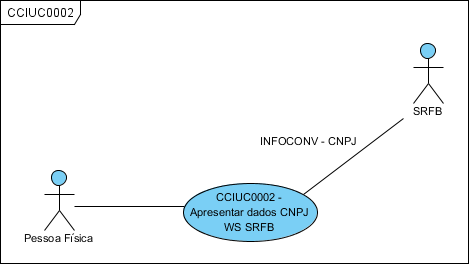 CCIUC0002
SRFB
INFOCONV - CNPJ
CCIUC0002 -
Apresentar dados CNPJ
WS SRFB
Pessoa Física